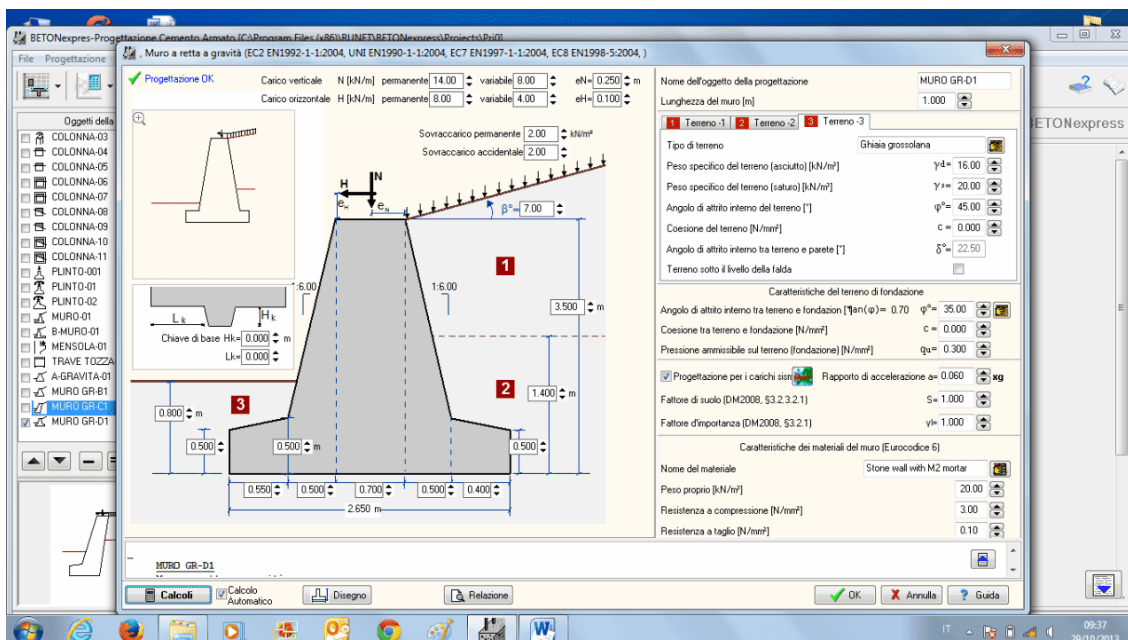 BETONexpres-Progettazione Cemento Armato [C:\Program Files (x86)\RUNET\BETONexpress\Projects\Prj0]
File Progettazione
Oggetti della
COLONNA-03
COLONNA-04
COLONNA-05
COLONNA-06
COLONNA-07
COLONNA-08
COLONNA-09
COLONNA-10
COLONNA-11
PLINTO-001
PLINTO-01
PLINTO-02
MURO-01
B-MURO-01
MENSOLA-01
TRAVE TOZZA
A-GRAVITA-01
MURO GR-B1
MURO GR-C1
MURO GR-D1
ETONexpress
, Muro a retta a gravità (EC2 EN1992-1-1:2004, UNI EN1990-1-1:2004, EC7 EN1997-1-1:2004, EC8 EN1998-5:2004, )
Progettazione OK
Carico verticale N [kN/m] permanente 14.00 variabile 8.00 eN= 0.250 m
Carico orizzontale H [kN/m] permanente 8.00 variabile 4.00 eH= 0.100 m
Sovraccarico permanente 2.00 kN/m²
Sovraccarico accidentale 2.00
H N
eH eN
β°= 7.00
1
1:6.00 1:6.00
3.500 m
Lk Hk
Chiave di base Hk= 0.000 m
Lk= 0.000
3
2
1.400 m
0.800 m
0.500 0.500 m 0.500
0.550 0.500 0.700 0.500 0.400
2.650 m
Nome dell'oggetto della progettazione MURO GR-D1
Lunghezza del muro [m] 1.000
1 Terreno -1 2 Terreno -2 3 Terreno -3
Tipo di terreno Ghiaia grossolana
Peso specifico del terreno (asciutto) [kN/m³] γd= 16.00
Peso specifico del terreno (saturo) [kN/m³] γs= 20.00
Angolo di attrito interno del terreno [°] φ°= 45.00
Coesione del terreno [N/mm²] c = 0.000
Angolo di attrito interno tra terreno e parete [°] δ°= 22.50
Terreno sotto il livello della falda
Caratteristiche del terreno di fondazione
Angolo di attrito interno tra terreno e fondazion [°]tan(φ)= 0.70 φ°= 35.00
Coesione tra terreno e fondazione [N/mm²] c = 0.000
Pressione ammissibile sul terreno (fondazione) [N/mm²] qu= 0.300
Progettazione per i carichi sism Rapporto di accelerazione a= 0.060 xg
Fattore di suolo (DM2008, §3.2.3.2.1) S= 1.000
Fattore d'importanza (DM2008, §3.2.1) γI= 1.000
Caratteristiche dei materiali del muro (Eurocodice 6)
Nome del materiale Stone wall with M2 mortar
Peso proprio [kN/m³] 20.00
Resistenza a compressione [N/mm²] 3.00
Resistenza a taglio [N/mm²] 0.10
MURO GR-D1
Calcoli Calcolo Automatico Disegno Relazione OK Annulla Guida
IT 09:37
29/10/2013